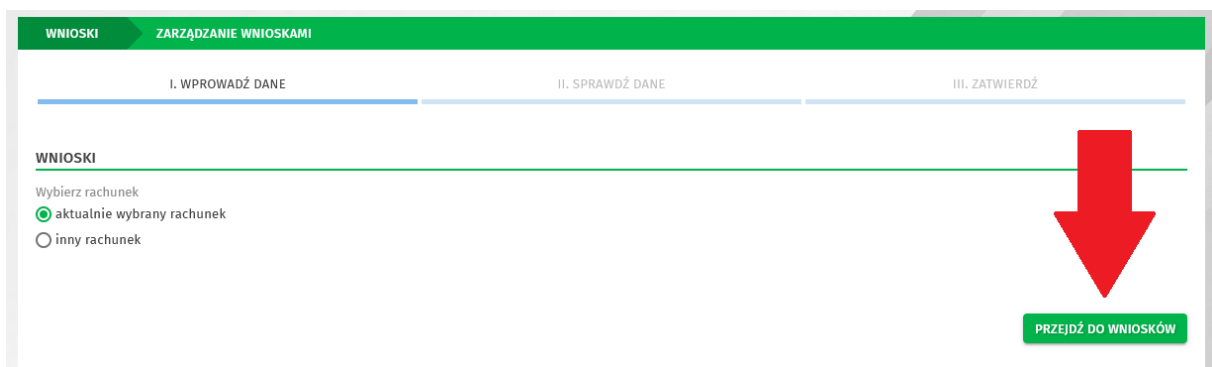 WNIOSKI ZARZĄDZANIE WNIOSKAMI
I. WPROWADŹ DANE II. SPRAWDŹ DANE III. ZATWIERDŹ
WNIOSKI
Wybierz rachunek
aktualnie wybrany rachunek
inny rachunek
PRZEJDŹ DO WNIOSKÓW